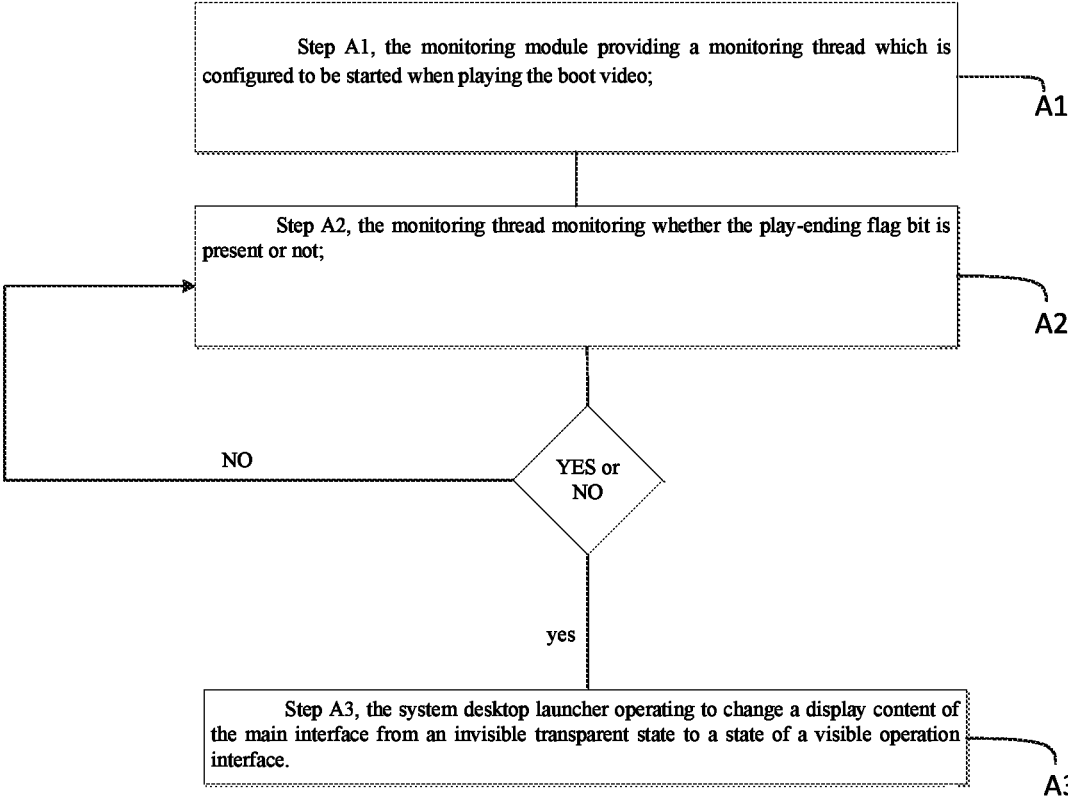 Step A1, the monitoring module providing a monitoring thread which is
configured to be started when playing the boot video;
A1
Step A2, the monitoring thread monitoring whether the play-ending flag bit is
present or not;
A2
NO
YES or
NO
yes
Step A3, the system desktop launcher operating to change a display content of
the main interface from an invisible transparent state to a state of a visible operation
interface.
A3